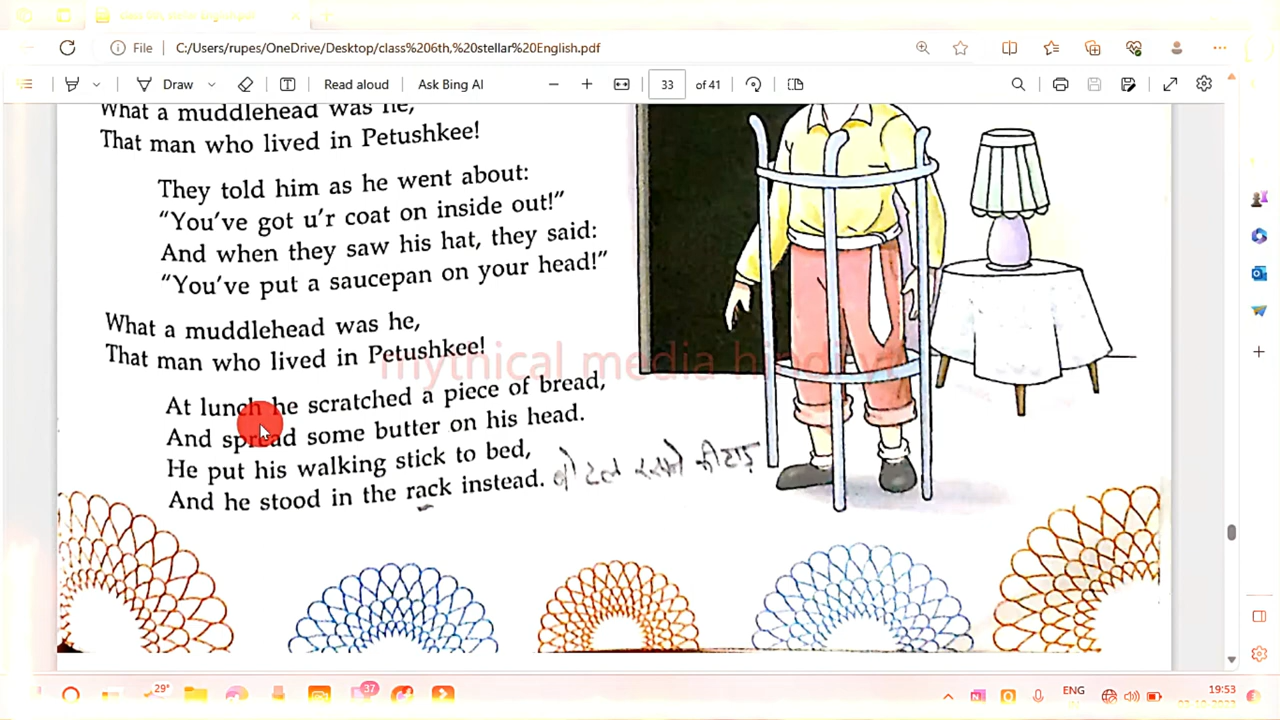 File
C:/Users/rupes/OneDrive/Desktop/class%206th,%20stellar%20English.pdf
Draw
Read aloud
Ask Bing AI
33 of 41
What a muddlehead was he,
That man who lived in Petushkee!
They told him as he went about:
“You’ve got u’r coat on inside out!”
And when they saw his hat, they said:
“You’ve put a saucepan on your head!”
What a muddlehead was he,
That man who lived in Petushkee!
mythical media hindi
At lunch he scratched a piece of bread,
And spread some butter on his head.
He put his walking stick to bed,
And he stood in the rack instead.
29°
37
ENG
19:53